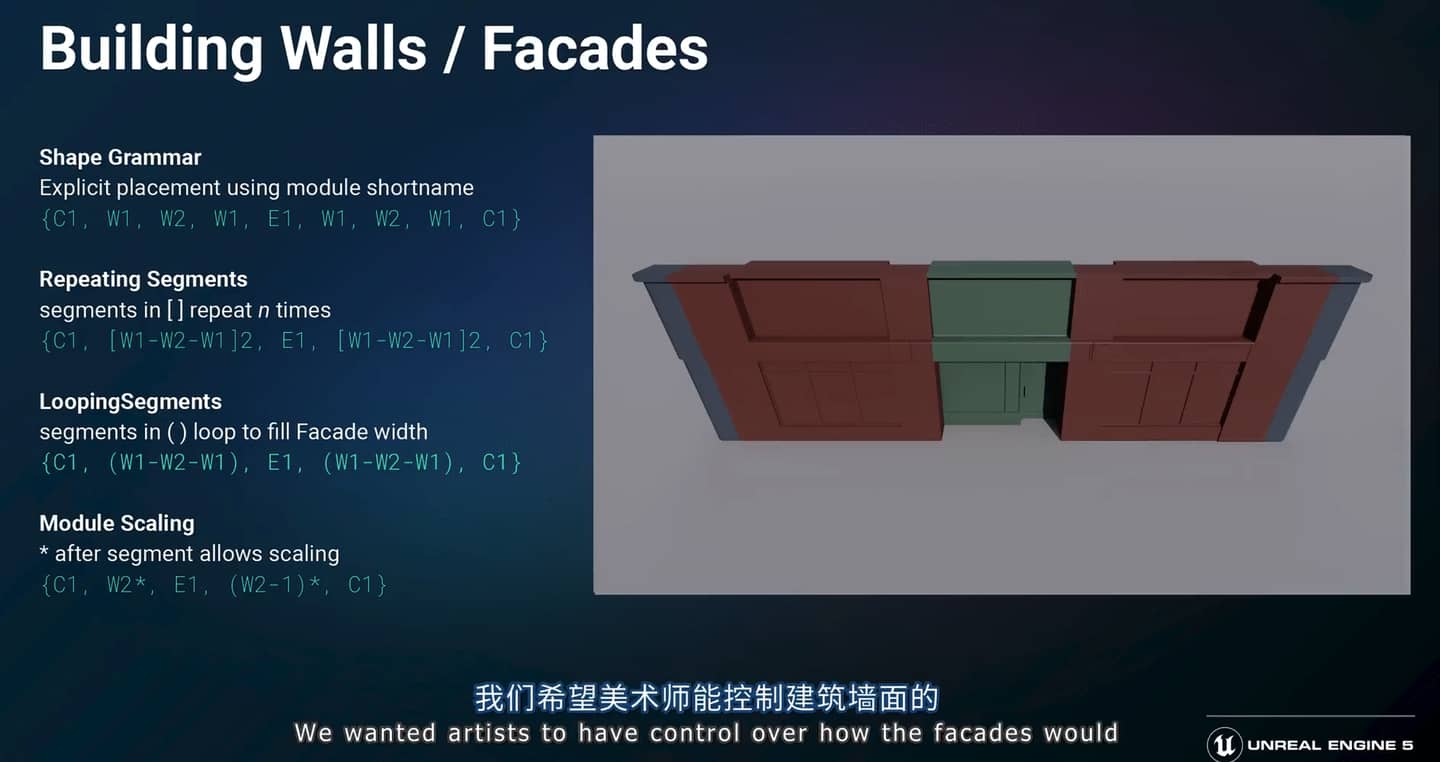 Building Walls / Facades
Shape Grammar
Explicit placement using module shortname
{C1, W1, W2, W1, E1, W1, W2, W1, C1}
Repeating Segments
segments in [ ] repeat n times
{C1, [W1-W2-W1]2, E1, [W1-W2-W1]2, C1}
LoopingSegments
segments in ( ) loop to fill Facade width
{C1, (W1-W2-W1), E1, (W1-W2-W1), C1}
Module Scaling
* after segment allows scaling
{C1, W2*, E1, (W2-1)*, C1}
我们希望美术师能控制建筑墙面的
We wanted artists to have control over how the facades would
UNREAL ENGINE 5